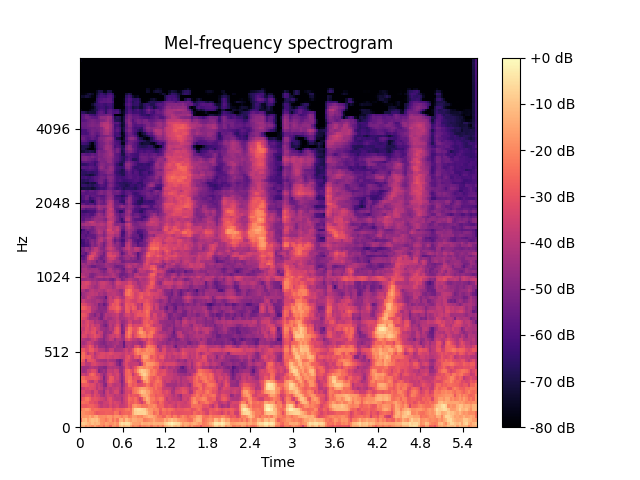 Mel-frequency spectrogram
+0 dB
-10 dB
-20 dB
-30 dB
-40 dB
-50 dB
-60 dB
-70 dB
-80 dB
Hz
4096
2048
1024
512
0
0 0.6 1.2 1.8 2.4 3 3.6 4.2 4.8 5.4
Time